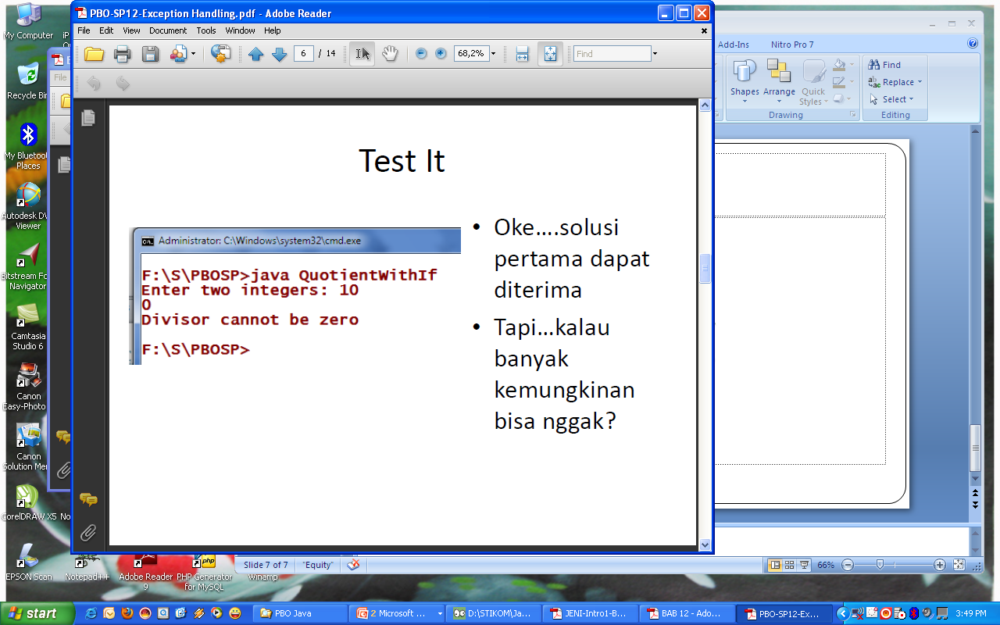 PBO-SP12-Exception Handling.pdf - Adobe Reader
File Edit View Document Tools Window Help
6 / 14 68,2% Find
Test It
Administrator: C:\Windows\system32\cmd.exe
F:\S\PBOSP>java QuotientWithIf
Enter two integers: 10
0
Divisor cannot be zero
F:\S\PBOSP>
• Oke....solusi
pertama dapat
diterima
• Tapi...kalau
banyak
kemungkinan
bisa nggak?
My Computer
Recycle Bin
My Bluetoo
Places
Autodesk DW
Viewer
Bitstream Fo
Navigator
Camtasia
Studio 6
Canon
Easy-Photo
Canon
Solution Me
CorelDRAW X5
EPSON Scan
Notepad++
Adobe Reader
9
PHP Generator
for MySQL
Winamp
File
Add-Ins Nitro Pro 7
Shapes Arrange Quick
Styles
Find
Replace
Select
Drawing Editing
Slide 7 of 7 "Equity" 66%
start PBO Java 2 Microsoft ... D:\STIKOM\Ja... JENI-Intro1-B... BAB 12 - Ado... PBO-SP12-Ex... 3:49 PM